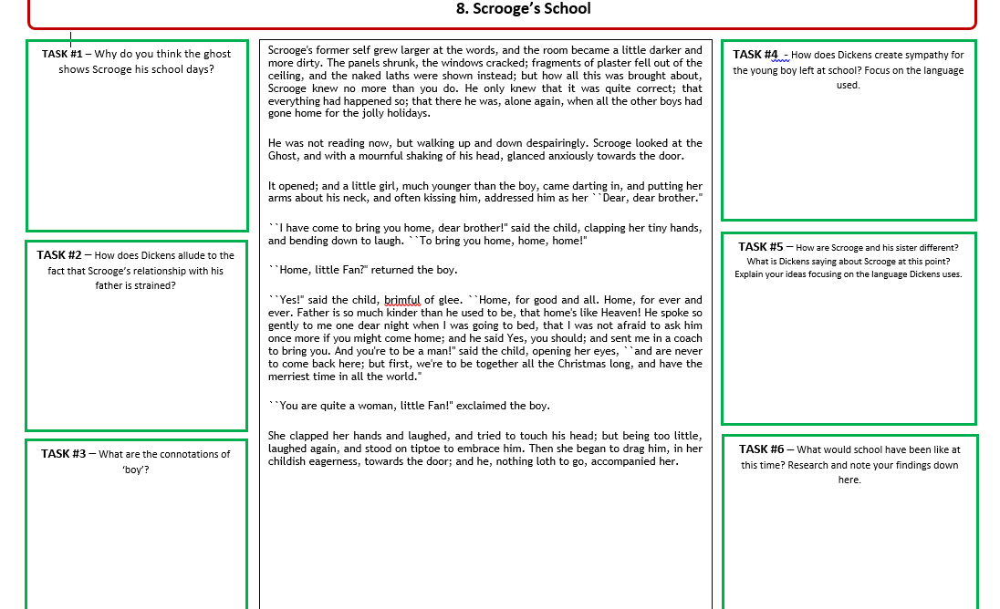 8. Scrooge's School
TASK #1 – Why do you think the ghost
shows Scrooge his school days?
TASK #2 – How does Dickens allude to the
fact that Scrooge's relationship with his
father is strained?
TASK #3 – What are the connotations of
'boy'?
Scrooge's former self grew larger at the words, and the room became a little darker and
more dirty. The panels shrunk, the windows cracked; fragments of plaster fell out of the
ceiling, and the naked laths were shown instead; but how all this was brought about,
Scrooge knew no more than you do. He only knew that it was quite correct; that
everything had happened so; that there he was, alone again, when all the other boys had
gone home for the jolly holidays.
He was not reading now, but walking up and down despairingly. Scrooge looked at the
Ghost, and with a mournful shaking of his head, glanced anxiously towards the door.
It opened; and a little girl, much younger than the boy, came darting in, and putting her
arms about his neck, and often kissing him, addressed him as her ``Dear, dear brother."
``I have come to bring you home, dear brother!" said the child, clapping her tiny hands,
and bending down to laugh. ``To bring you home, home, home!"
``Home, little Fan?" returned the boy.
``Yes!" said the child, brimful of glee. ``Home, for good and all. Home, for ever and
ever. Father is so much kinder than he used to be, that home's like Heaven! He spoke so
gently to me one dear night when I was going to bed, that I was not afraid to ask him
once more if you might come home; and he said Yes, you should; and sent me in a coach
to bring you. And you're to be a man!" said the child, opening her eyes, ``and are never
to come back here; but first, we're to be together all the Christmas long, and have the
merriest time in all the world."
``You are quite a woman, little Fan!" exclaimed the boy.
She clapped her hands and laughed, and tried to touch his head; but being too little,
laughed again, and stood on tiptoe to embrace him. Then she began to drag him, in her
childish eagerness, towards the door; and he, nothing loth to go, accompanied her.
TASK #4 - How does Dickens create sympathy for
the young boy left at school? Focus on the language
used.
TASK #5 – How are Scrooge and his sister different?
What is Dickens saying about Scrooge at this point?
Explain your ideas focusing on the language Dickens uses.
TASK #6 – What would school have been like at
this time? Research and note your findings down
here.